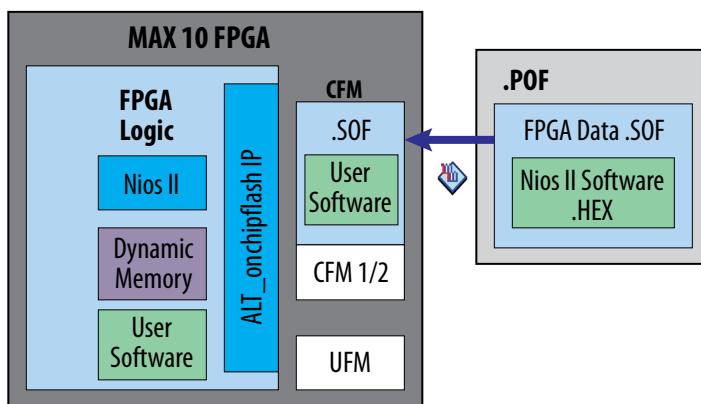 MAX 10 FPGA
FPGA
Logic
Nios II
Dynamic
Memory
User
Software
ALT_onchipflash IP
CFM
.SOF
User
Software
CFM 1/2
UFM
.POF
FPGA Data .SOF
Nios II Software
.HEX